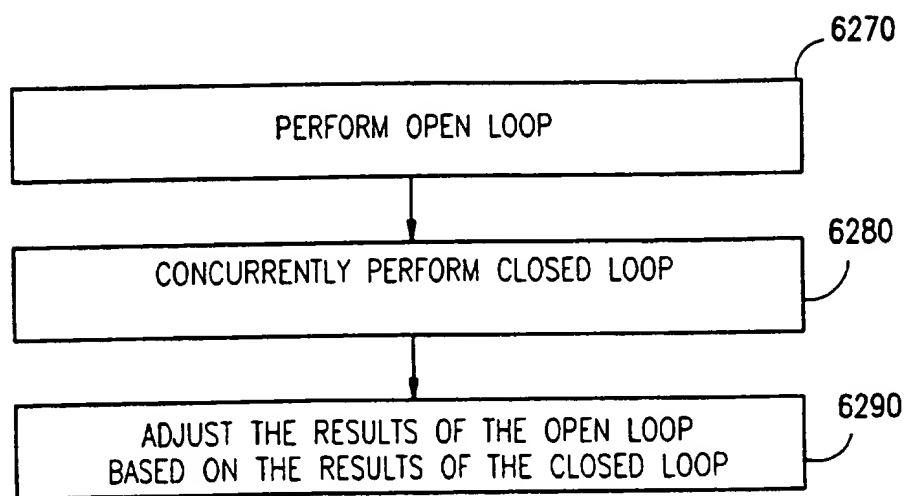 6270
PERFORM OPEN LOOP
6280
CONCURRENTLY PERFORM CLOSED LOOP
6290
ADJUST THE RESULTS OF THE OPEN LOOP
BASED ON THE RESULTS OF THE CLOSED LOOP